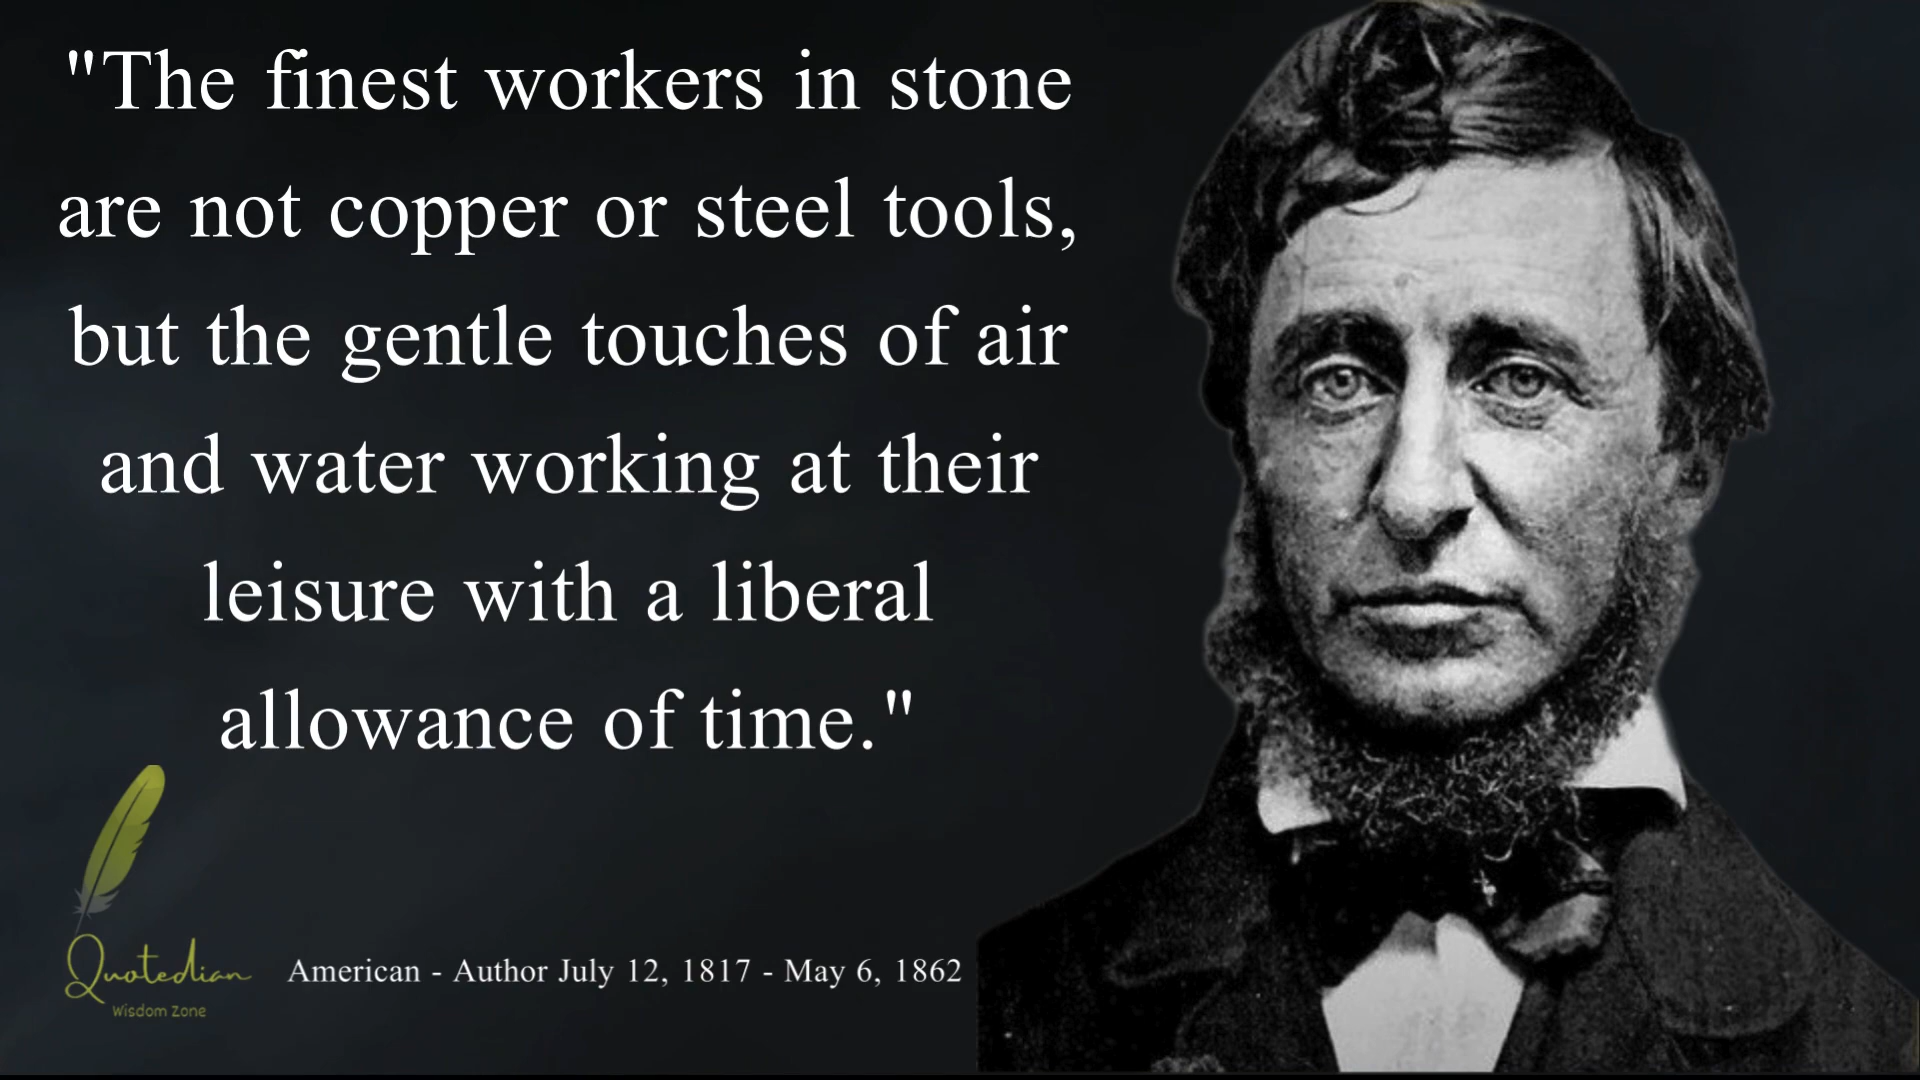 "The finest workers in stone
are not copper or steel tools,
but the gentle touches of air
and water working at their
leisure with a liberal
allowance of time."
Quotedian
Wisdom Zone
American - Author July 12, 1817 - May 6, 1862